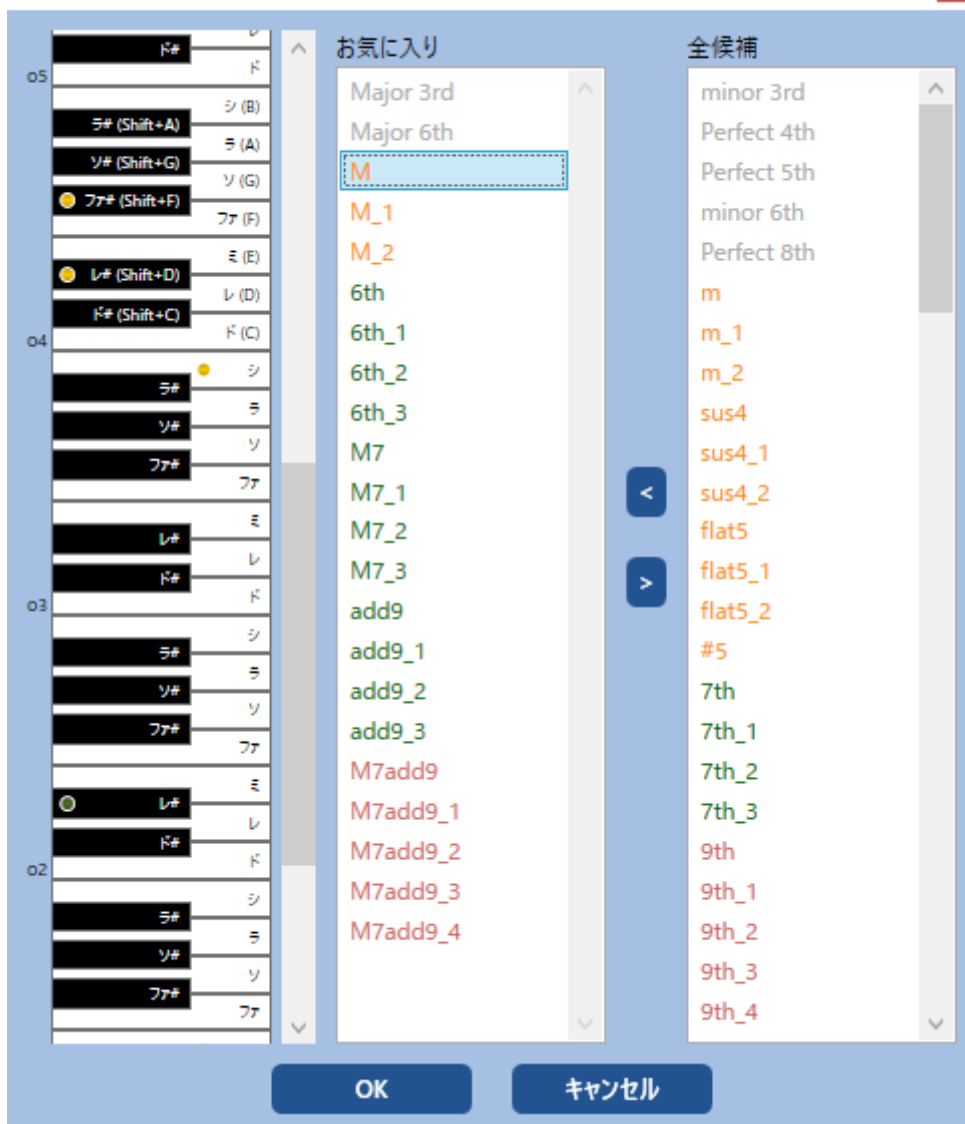 ド#
レ
ド
o5
シ (B)
ラ# (Shift+A)
ラ (A)
ソ# (Shift+G)
ソ (G)
ファ# (Shift+F)
ファ (F)
ミ (E)
レ# (Shift+D)
レ (D)
ド# (Shift+C)
ド (C)
o4
シ
ラ#
ラ
ソ#
ソ
ファ#
ファ
ミ
レ#
レ
ド#
ド
o3
シ
ラ#
ラ
ソ#
ソ
ファ#
ファ
ミ
レ#
レ
ド#
ド
o2
シ
ラ#
ラ
ソ#
ソ
ファ#
ファ
お気に入り
Major 3rd
Major 6th
M
M_1
M_2
6th
6th_1
6th_2
6th_3
M7
M7_1
M7_2
M7_3
add9
add9_1
add9_2
add9_3
M7add9
M7add9_1
M7add9_2
M7add9_3
M7add9_4
<
>
全候補
minor 3rd
Perfect 4th
Perfect 5th
minor 6th
Perfect 8th
m
m_1
m_2
sus4
sus4_1
sus4_2
flat5
flat5_1
flat5_2
#5
7th
7th_1
7th_2
7th_3
9th
9th_1
9th_2
9th_3
9th_4
OK
キャンセル